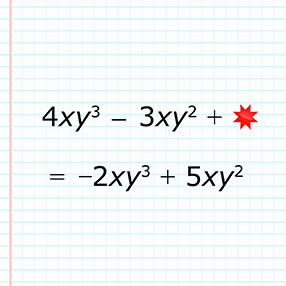 4xy³ − 3xy² +
= −2xy³ + 5xy²